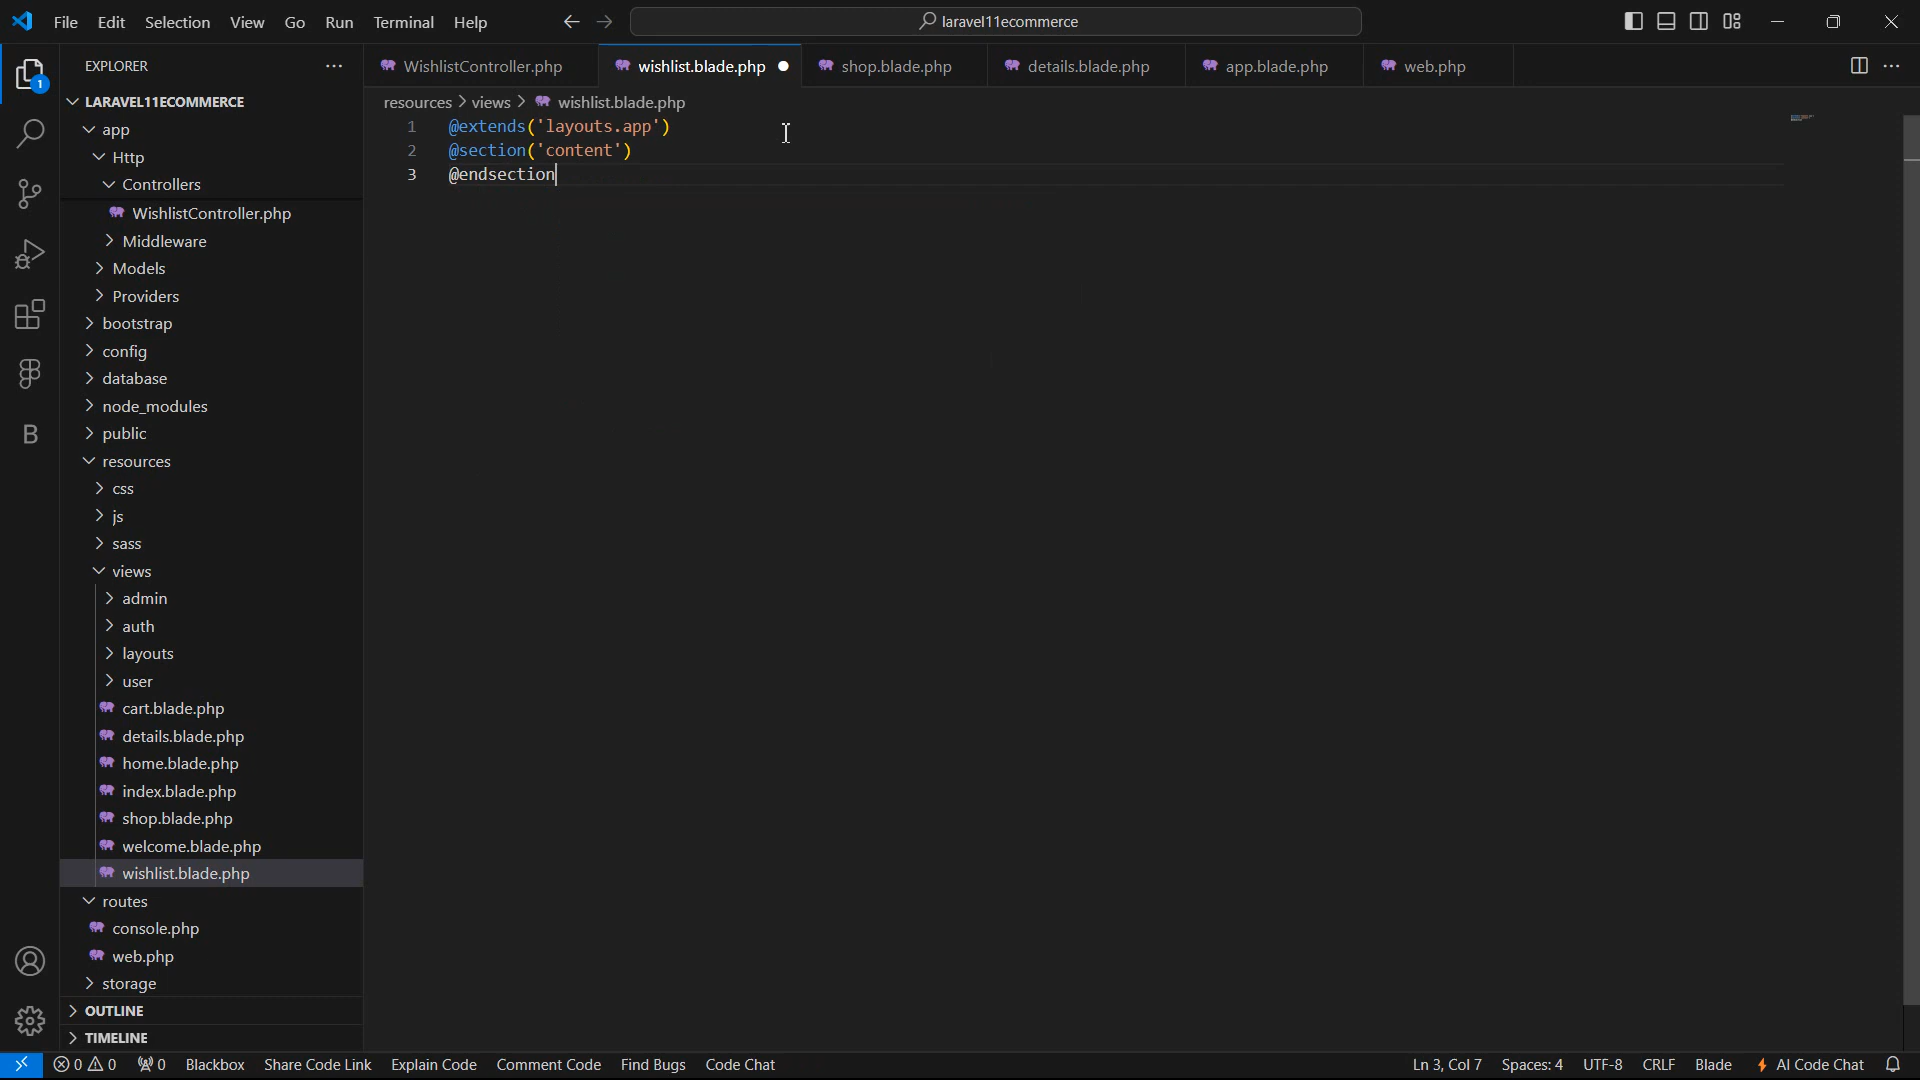 File Edit Selection View Go Run Terminal Help
laravel11ecommerce
1
EXPLORER
LARAVEL11ECOMMERCE
app
Http
Controllers
WishlistController.php
Middleware
Models
Providers
bootstrap
config
database
node_modules
public
resources
css
js
sass
views
admin
auth
layouts
user
cart.blade.php
details.blade.php
home.blade.php
index.blade.php
shop.blade.php
welcome.blade.php
wishlist.blade.php
routes
console.php
web.php
storage
OUTLINE
TIMELINE
B
WishlistController.php wishlist.blade.php shop.blade.php details.blade.php app.blade.php web.php
resources > views > wishlist.blade.php
1 @extends('layouts.app')
2 @section('content')
3 @endsection
0 0 0 Blackbox Share Code Link Explain Code Comment Code Find Bugs Code Chat Ln 3, Col 7 Spaces: 4 UTF-8 CRLF Blade AI Code Chat